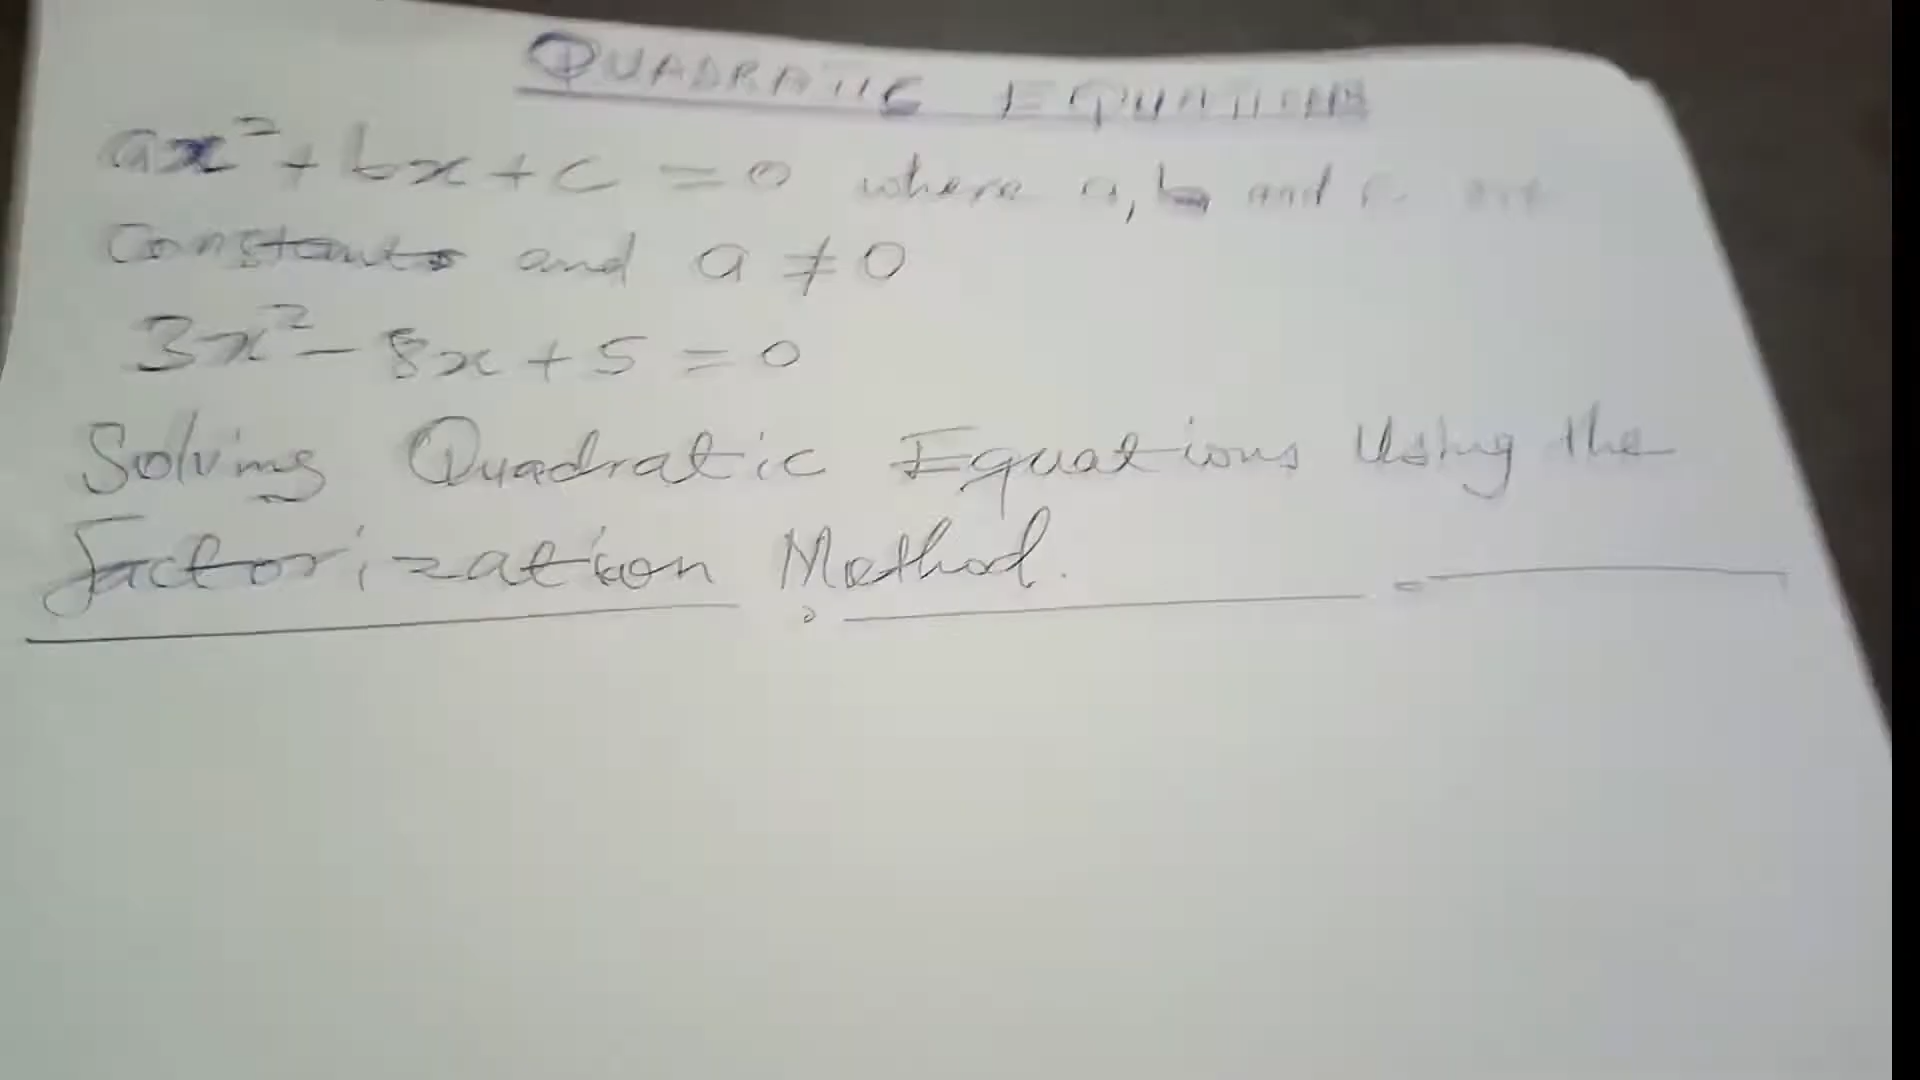 QUADRATIC EQUATIONS
ax² + bx + c = 0 where a, b and c are
constants and a ≠ 0
3x² - 8x + 5 = 0
Solving Quadratic Equations Using the
Factorization Method.